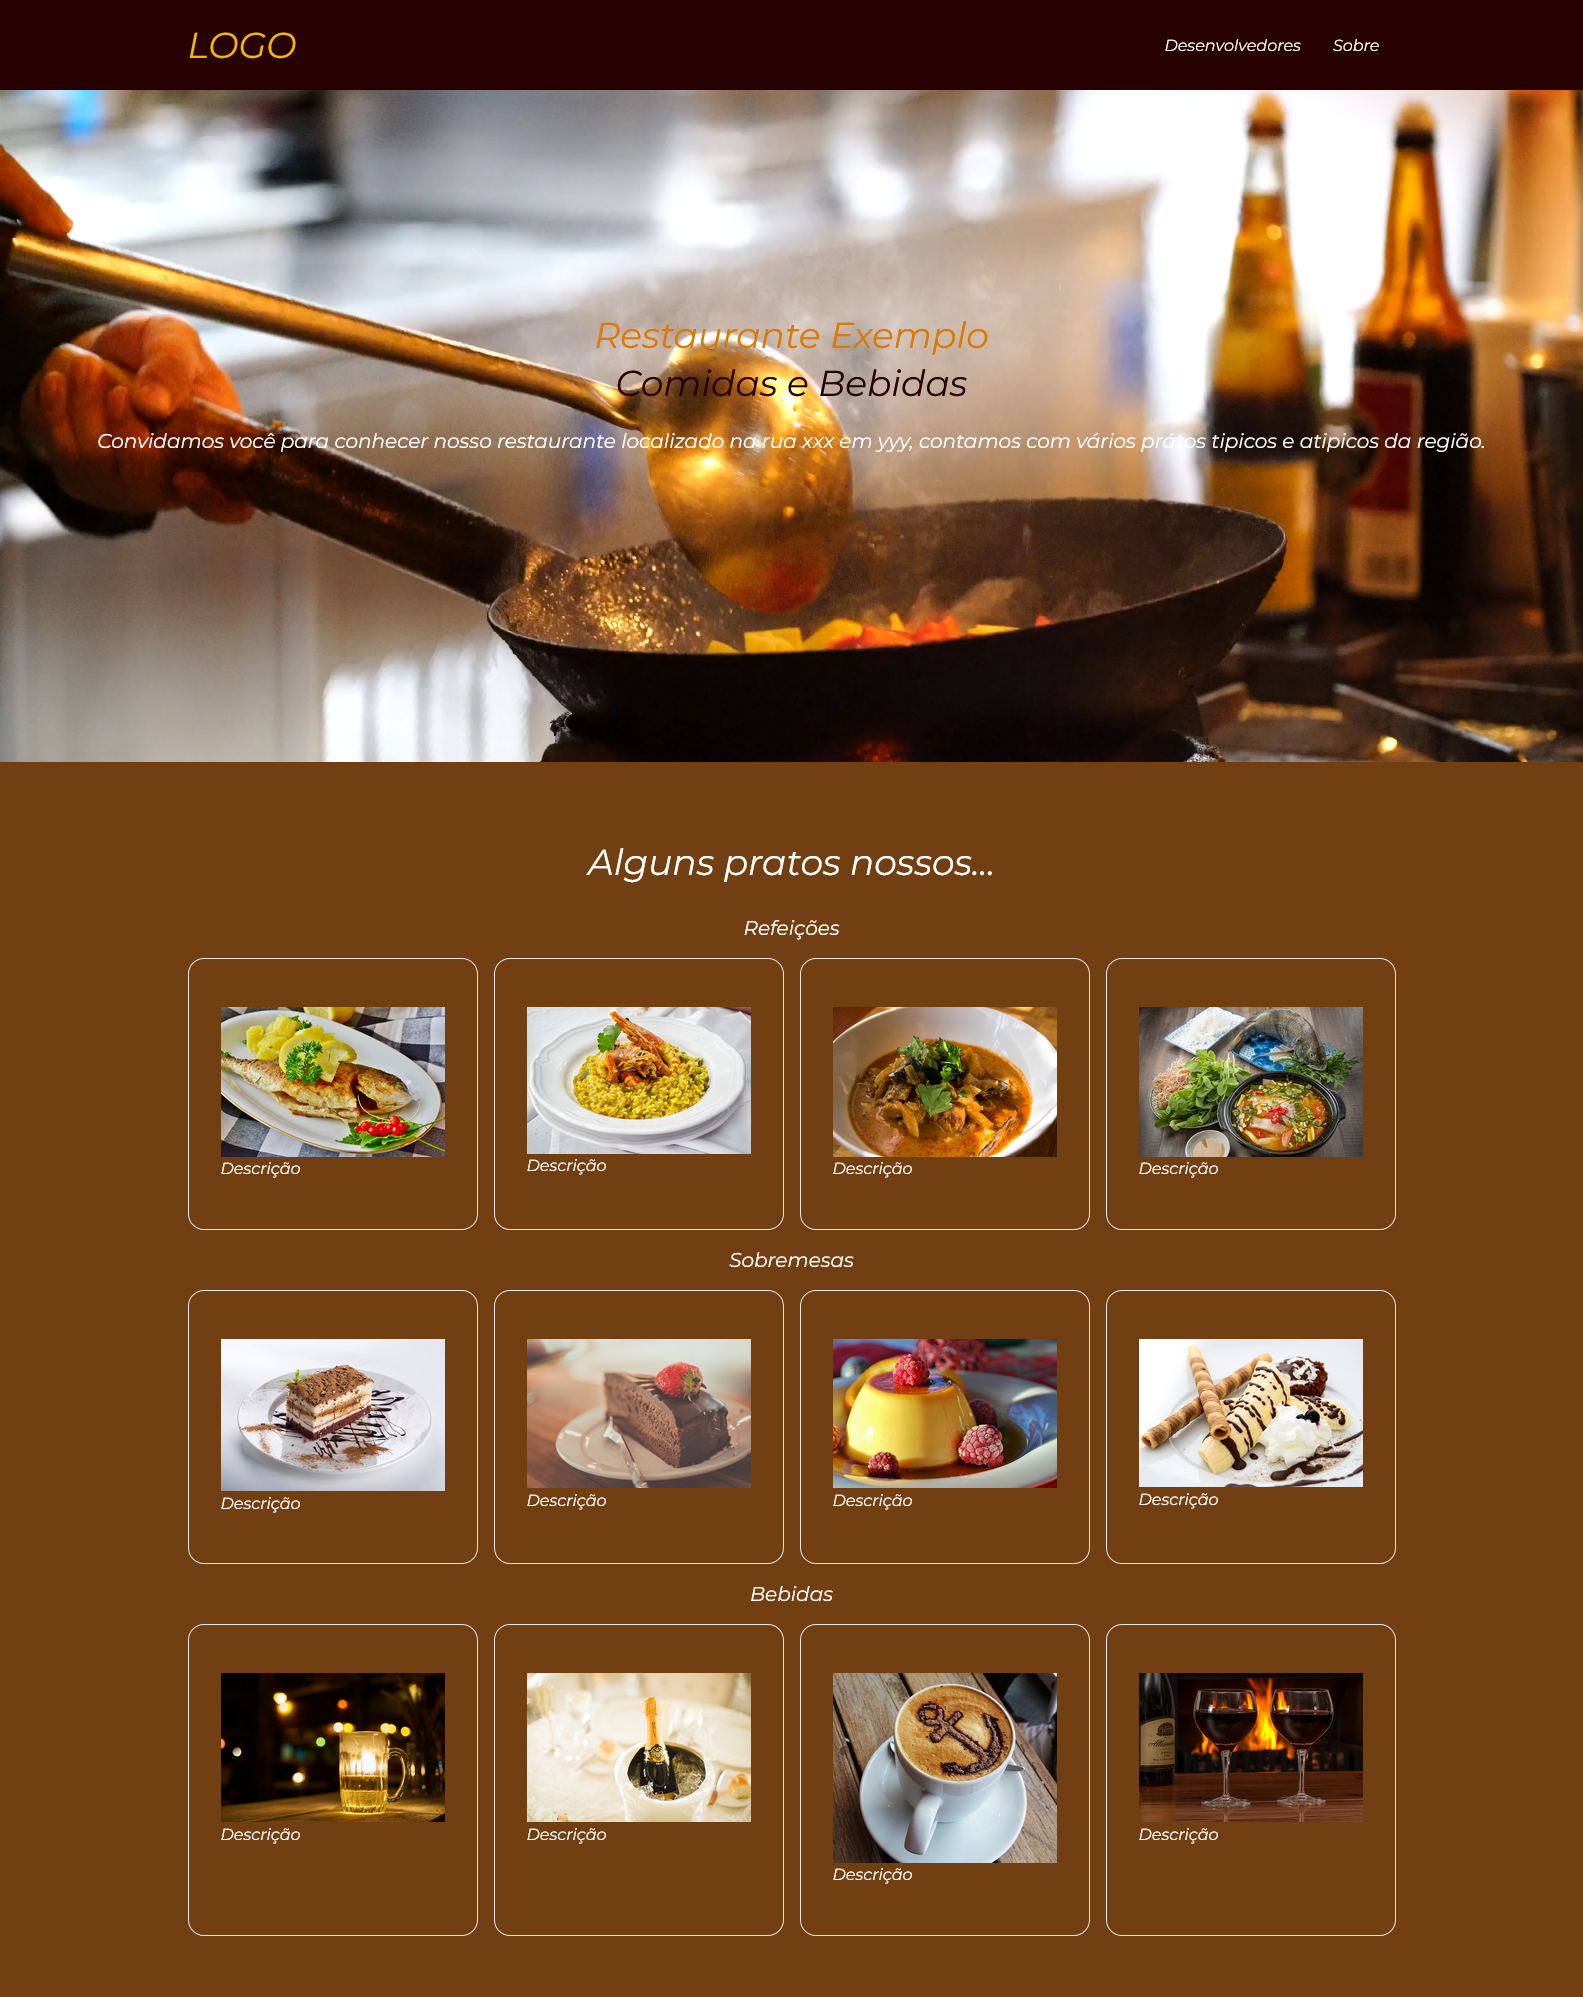 LOGO
Desenvolvedores
Sobre
Restaurante Exemplo
Comidas e Bebidas
Convidamos você para conhecer nosso restaurante localizado na rua xxx em yyy, contamos com vários prátos tipicos e atipicos da região.
Alguns pratos nossos...
Refeições
Descrição
Descrição
Descrição
Descrição
Sobremesas
Descrição
Descrição
Descrição
Descrição
Bebidas
Descrição
Descrição
Descrição
Descrição